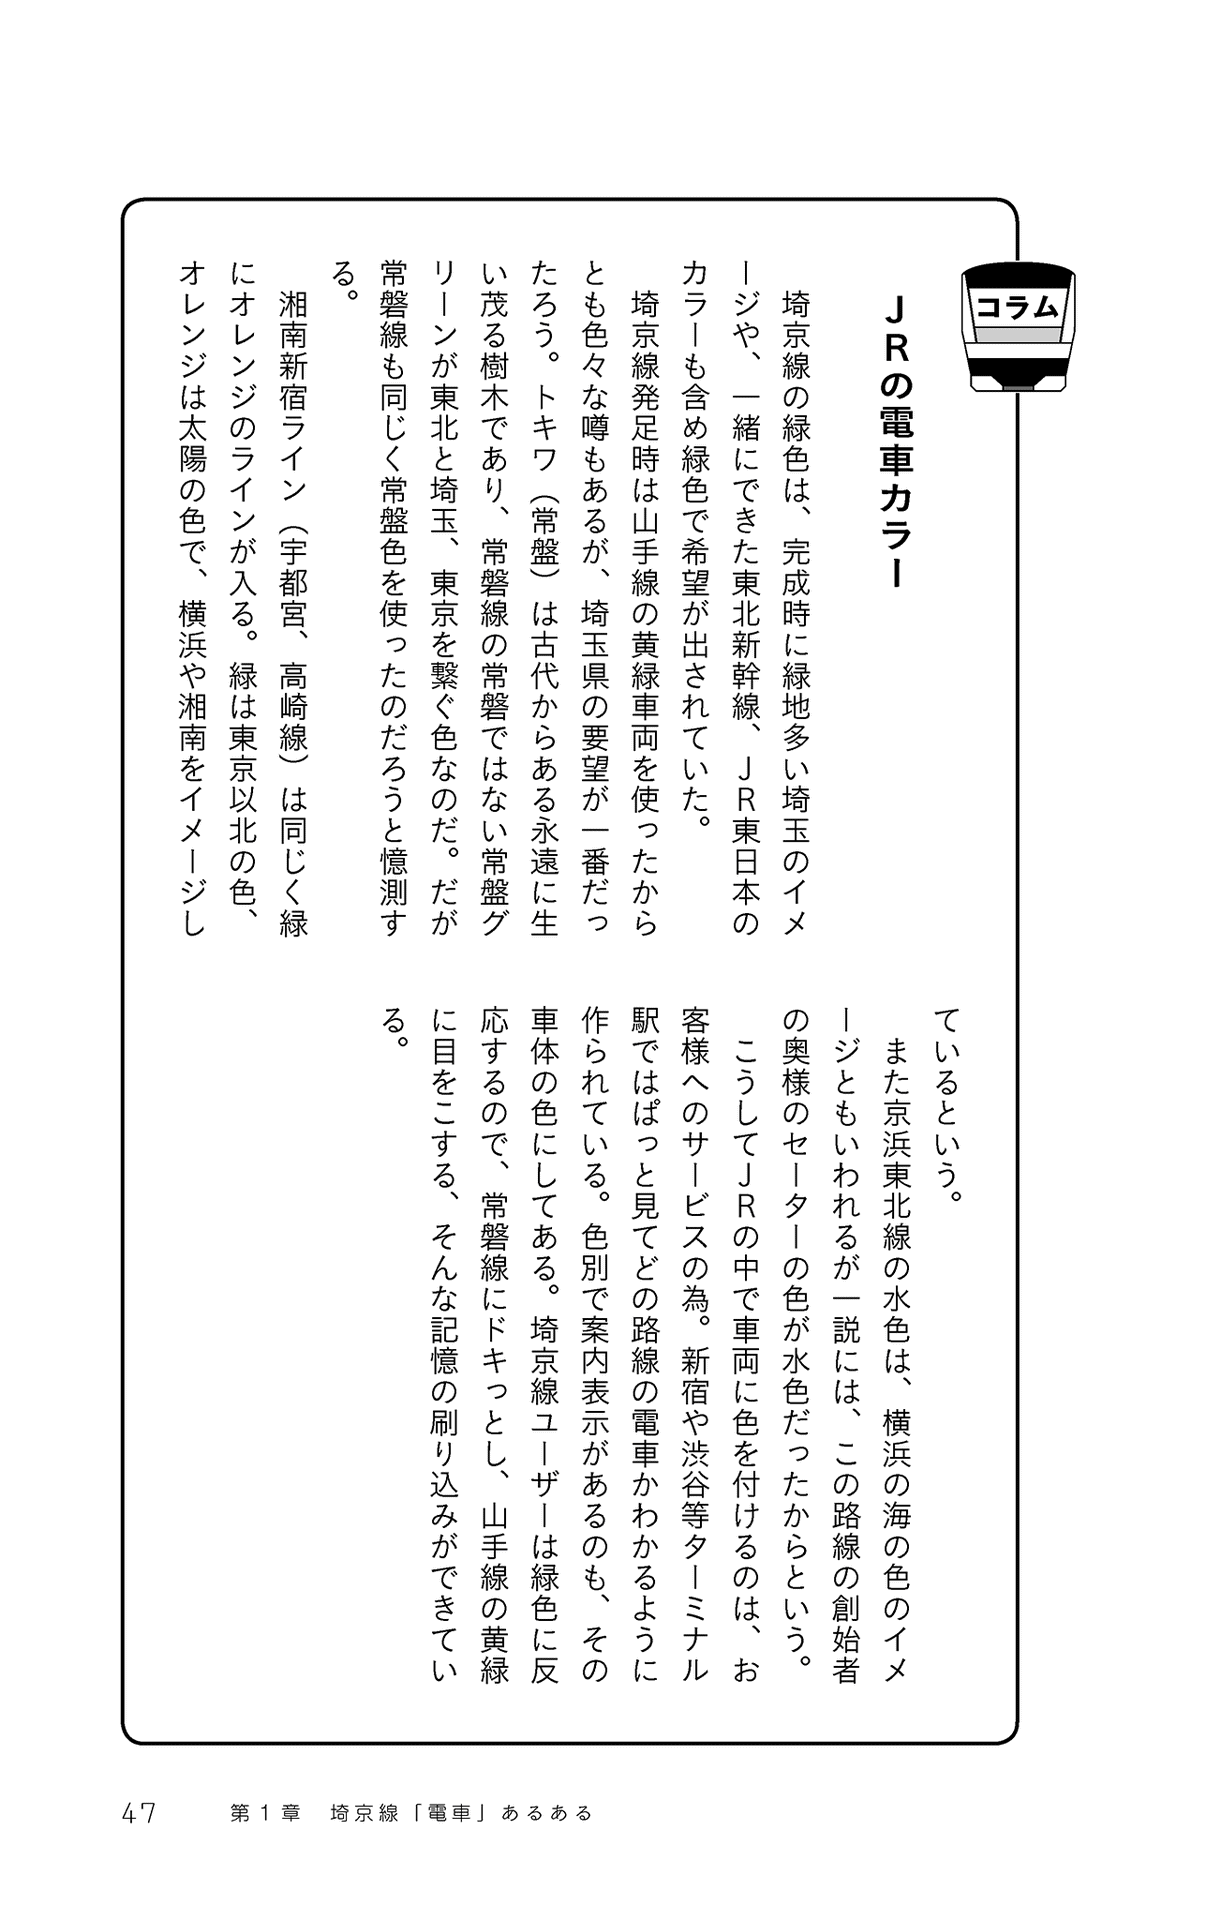 コラム
JRの電車カラー
埼京線の緑色は、完成時に緑地多い埼玉のイメ
ージや、一緒にできた東北新幹線、JR東日本の
カラーも含め緑色で希望が出されていた。
埼京線発足時は山手線の黄緑車両を使ったから
とも色々な噂もあるが、埼玉県の要望が一番だっ
たろう。トキワ（常盤）は古代からある永遠に生
い茂る樹木であり、常磐線の常磐ではない常盤グ
リーンが東北と埼玉、東京を繋ぐ色なのだ。だが
常磐線も同じく常盤色を使ったのだろうと憶測す
る。
湘南新宿ライン（宇都宮、高崎線）は同じく緑
にオレンジのラインが入る。緑は東京以北の色、
オレンジは太陽の色で、横浜や湘南をイメージし
ているという。
また京浜東北線の水色は、横浜の海の色のイメ
ージともいわれるが一説には、この路線の創始者
の奥様のセーターの色が水色だったからという。
こうしてJRの中で車両に色を付けるのは、お
客様へのサービスの為。新宿や渋谷等ターミナル
駅ではぱっと見てどの路線の電車かわかるように
作られている。色別で案内表示があるのも、その
車体の色にしてある。埼京線ユーザーは緑色に反
応するので、常磐線にドキっとし、山手線の黄緑
に目をこする、そんな記憶の刷り込みができてい
る。
47 第1章 埼京線「電車」あるある